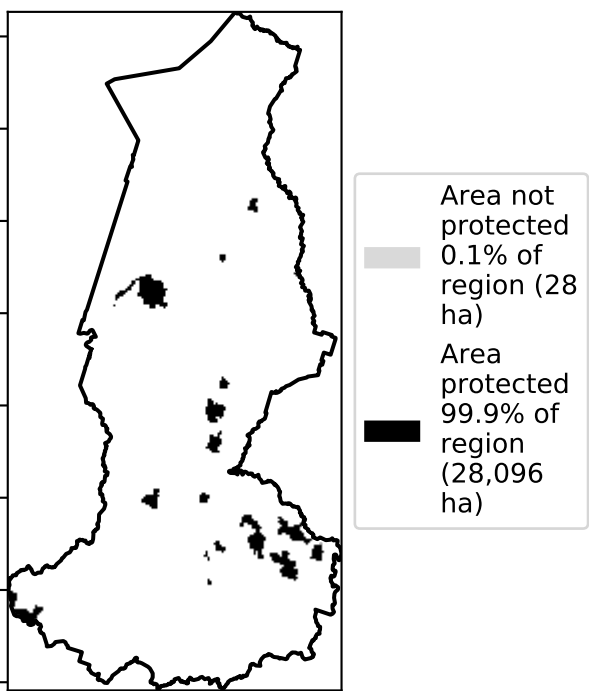 Area not
protected
0.1% of
region (28
ha)
Area
protected
99.9% of
region
(28,096
ha)